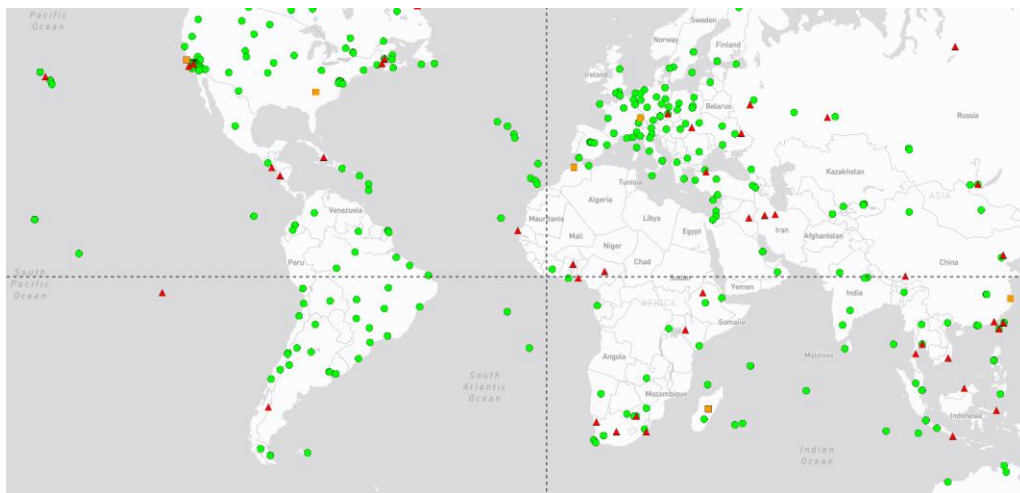 Pacific
Ocean
Sweden
Norway
Finland
Ireland
Belarus
Russia
Kazakhstan
ASIA
Tunisia
Algeria
Libya
Egypt
Iran
Afghanistan
China
Mauritania
Mali
Niger
Chad
Sudan
Yemen
India
Venezuela
Peru
South
Pacific
Ocean
AFRICA
Somalia
Maldives
Angola
Mozambique
South
Atlantic
Ocean
Indonesia
Indian
Ocean